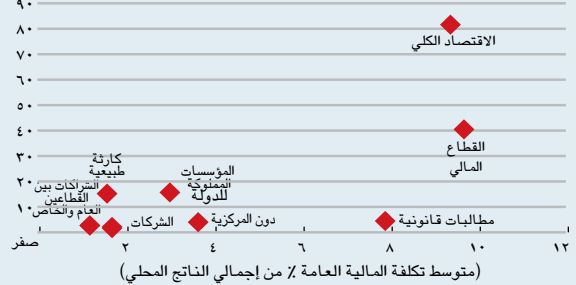 ٩٠
٨٠
الاقتصاد الكلي
٧٠
٦٠
٥٠
٤٠
القطاع
المالي
٣٠
كارثة
طبيعية
المؤسسات
المملوكة
للدولة
٢٠
الشراكات بين
القطاعين
العام والخاص
١٠
الشركات
دون المركزية
مطالبات قانونية
صفر
٢
٤
٦
٨
١٠
١٢
(متوسط تكلفة المالية العامة ٪ من إجمالي الناتج المحلي)